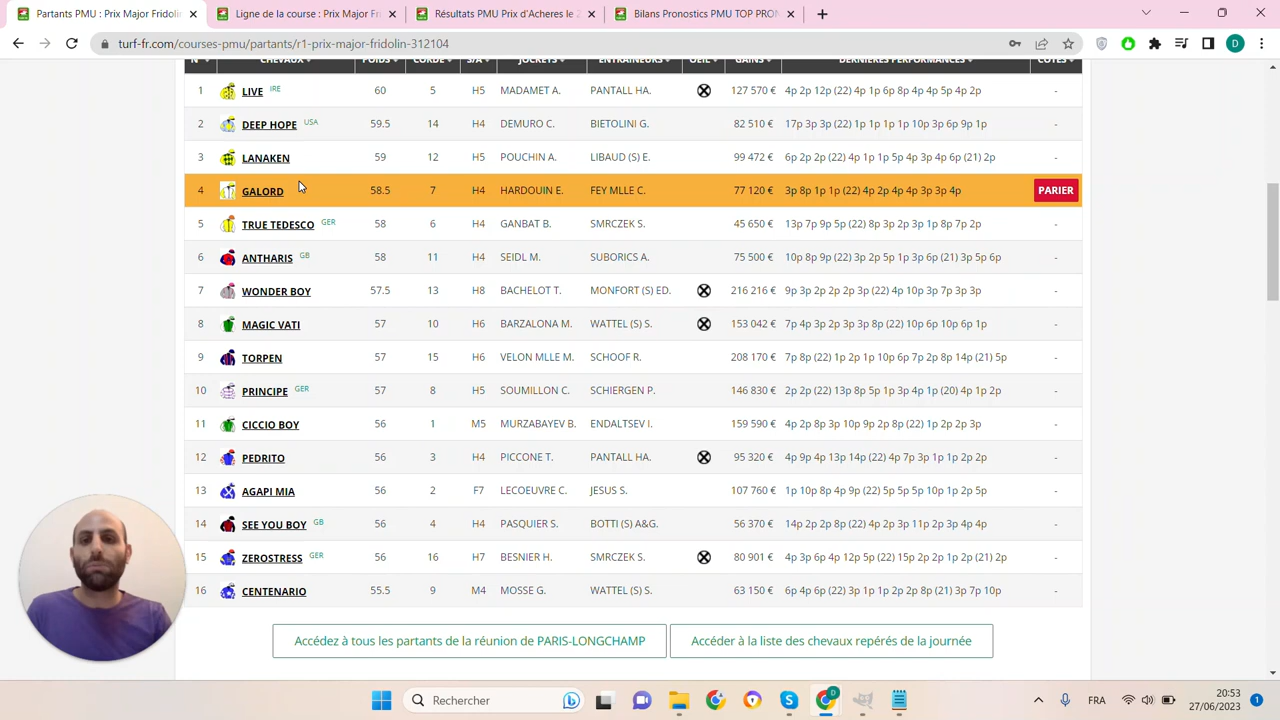 Partants PMU : Prix Major Fridolin
Ligne de la course : Prix Major Fr
Résultats PMU Prix d'Acheres le 2
Bilans Pronostics PMU TOP PRON
turf-fr.com/courses-pmu/partants/r1-prix-major-fridolin-311104
D
N° CHEVAUX POIDS CORDE S/A JOCKEYS ENTRAINEURS OEIL GAINS DERNIÈRES PERFORMANCES COTES
1 LIVE IRE 60 5 H5 MADAMET A. PANTALL HA. 127 570 € 4p 2p 12p (22) 4p 1p 6p 8p 4p 4p 5p 4p 2p -
2 DEEP HOPE USA 59.5 14 H4 DEMURO C. BIETOLINI G. 82 510 € 17p 3p 3p (22) 1p 1p 1p 1p 10p 3p 6p 9p 1p -
3 LANAKEN 59 12 H5 POUCHIN A. LIBAUD (S) E. 99 472 € 6p 2p 2p (22) 4p 1p 1p 5p 4p 3p 4p 6p (21) 2p -
4 GALORD 58.5 7 H4 HARDOUIN E. FEY MLLE C. 77 120 € 3p 8p 1p 1p (22) 4p 2p 4p 4p 3p 3p 4p PARIER
5 TRUE TEDESCO GER 58 6 H4 GANBAT B. SMRCZEK S. 45 650 € 13p 7p 9p 5p (22) 8p 3p 2p 3p 1p 8p 7p 2p -
6 ANTHARIS GB 58 11 H4 SEIDL M. SUBORICS A. 75 500 € 10p 8p 9p (22) 3p 2p 5p 1p 3p 6p (21) 3p 5p 6p -
7 WONDER BOY 57.5 13 H8 BACHELOT T. MONFORT (S) ED. 216 216 € 9p 3p 2p 2p 2p 3p (22) 4p 10p 3p 7p 3p 3p -
8 MAGIC VATI 57 10 H6 BARZALONA M. WATTEL (S) S. 153 042 € 7p 4p 3p 2p 3p 3p 8p (22) 10p 6p 10p 6p 1p -
9 TORPEN 57 15 H6 VELON MLLE M. SCHOOF R. 208 170 € 7p 8p (22) 1p 2p 1p 10p 6p 7p 2p 8p 14p (21) 5p -
10 PRINCIPE GER 57 8 H5 SOUMILLON C. SCHIERGEN P. 146 830 € 2p 2p (22) 13p 8p 5p 1p 3p 4p 1p (20) 4p 1p 2p -
11 CICCIO BOY 56 1 M5 MURZABAYEV B. ENDALTSEV I. 159 590 € 4p 2p 8p 3p 10p 9p 2p 8p (22) 1p 2p 2p 3p -
12 PEDRITO 56 3 H4 PICCONE T. PANTALL HA. 95 320 € 4p 9p 4p 13p 14p (22) 4p 7p 3p 1p 1p 2p 2p -
13 AGAPI MIA 56 2 F7 LECOEUVRE C. JESUS S. 107 760 € 1p 10p 8p 4p 9p (22) 5p 5p 5p 10p 1p 2p 5p -
14 SEE YOU BOY GB 56 4 H4 PASQUIER S. BOTTI (S) A&G. 56 370 € 14p 2p 2p 8p (22) 4p 2p 3p 11p 2p 3p 4p 4p -
15 ZEROSTRESS GER 56 16 H7 BESNIER H. SMRCZEK S. 80 901 € 4p 3p 6p 4p 12p 5p (22) 15p 2p 2p 1p 2p (21) 2p -
16 CENTENARIO 55.5 9 M4 MOSSE G. WATTEL (S) S. 63 150 € 6p 4p 6p (22) 3p 1p 1p 2p 2p 8p (21) 3p 7p 10p -
Accédez à tous les partants de la réunion de PARIS-LONGCHAMP
Accéder à la liste des chevaux repérés de la journée
Rechercher
FRA
20:53
27/06/2023
1